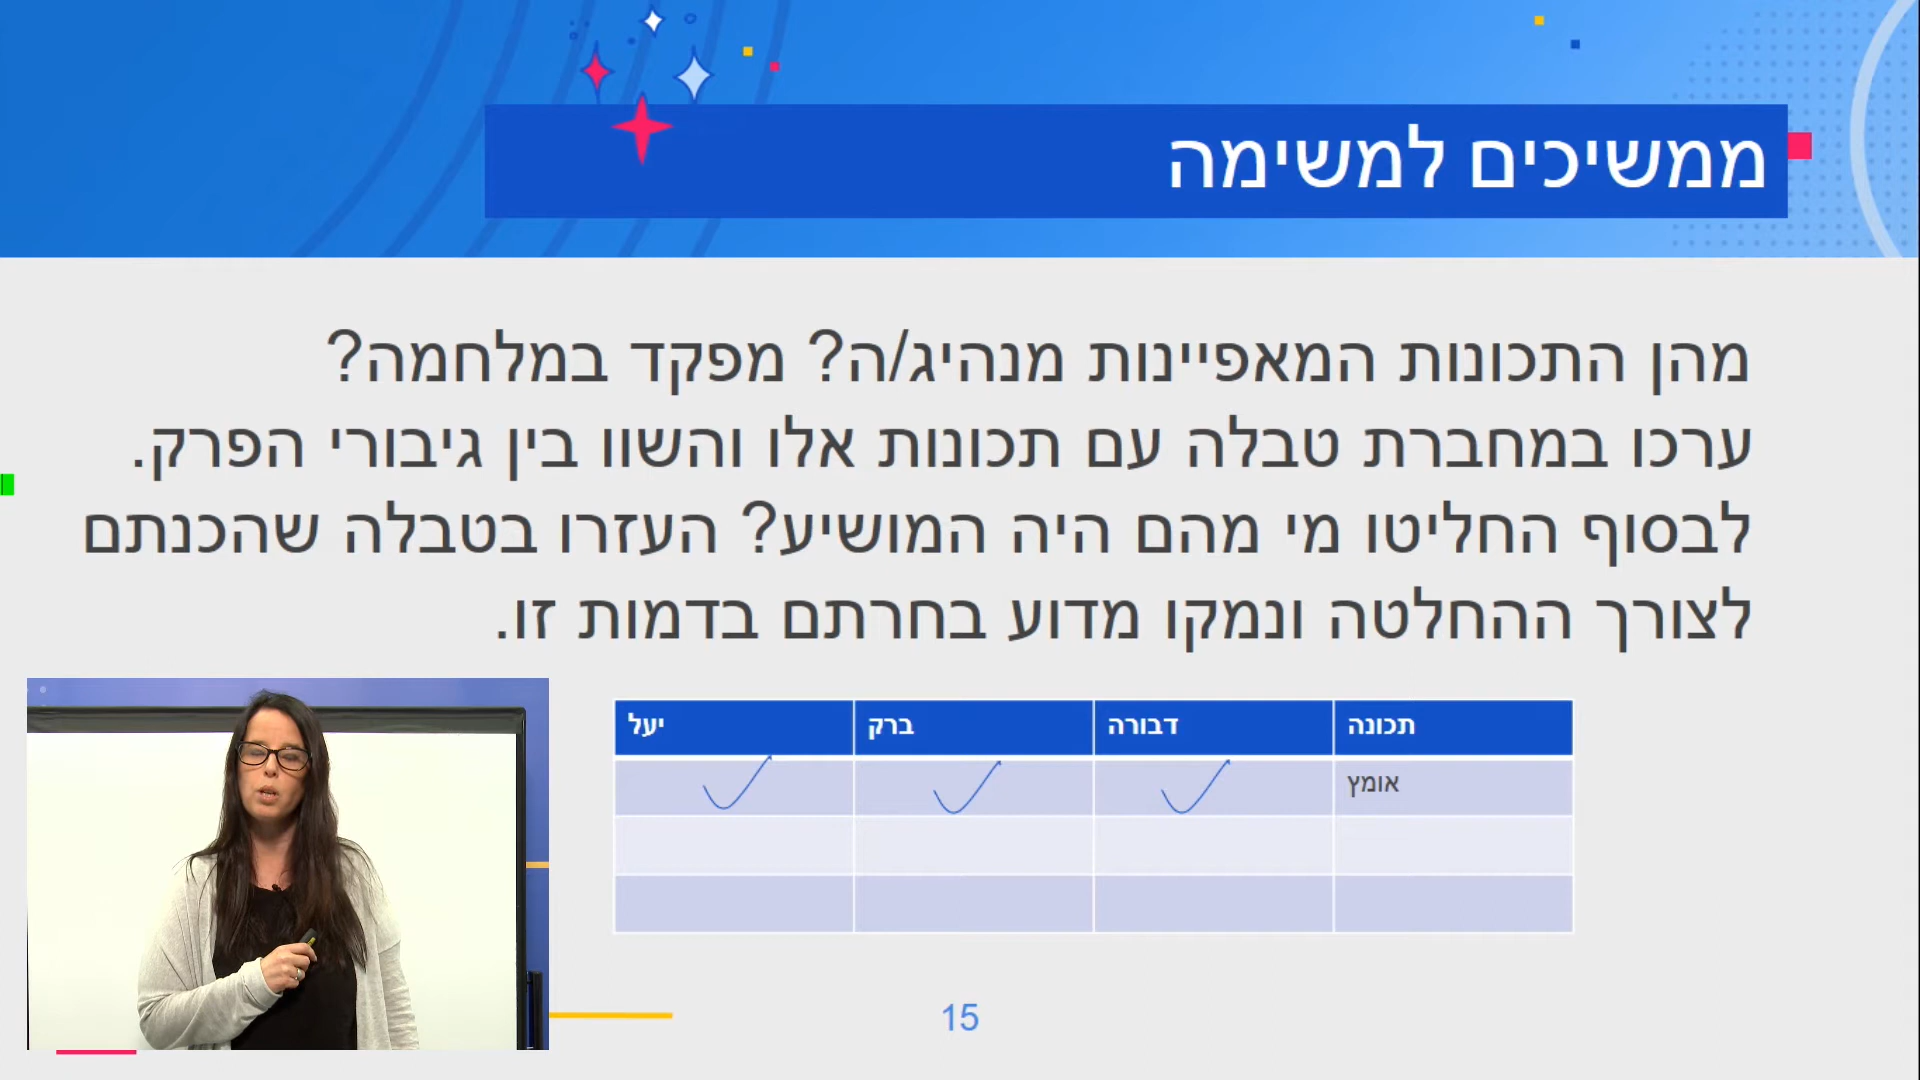 ממשיכים למשימה
מהן התכונות המאפיינות מנהיג/ה? מפקד במלחמה?
ערכו במחברת טבלה עם תכונות אלו והשוו בין גיבורי הפרק.
לבסוף החליטו מי מהם היה המושיע? העזרו בטבלה שהכנתם
לצורך ההחלטה ונמקו מדוע בחרתם בדמות זו.
תכונה דבורה ברק יעל
אומץ ✓ ✓ ✓
15